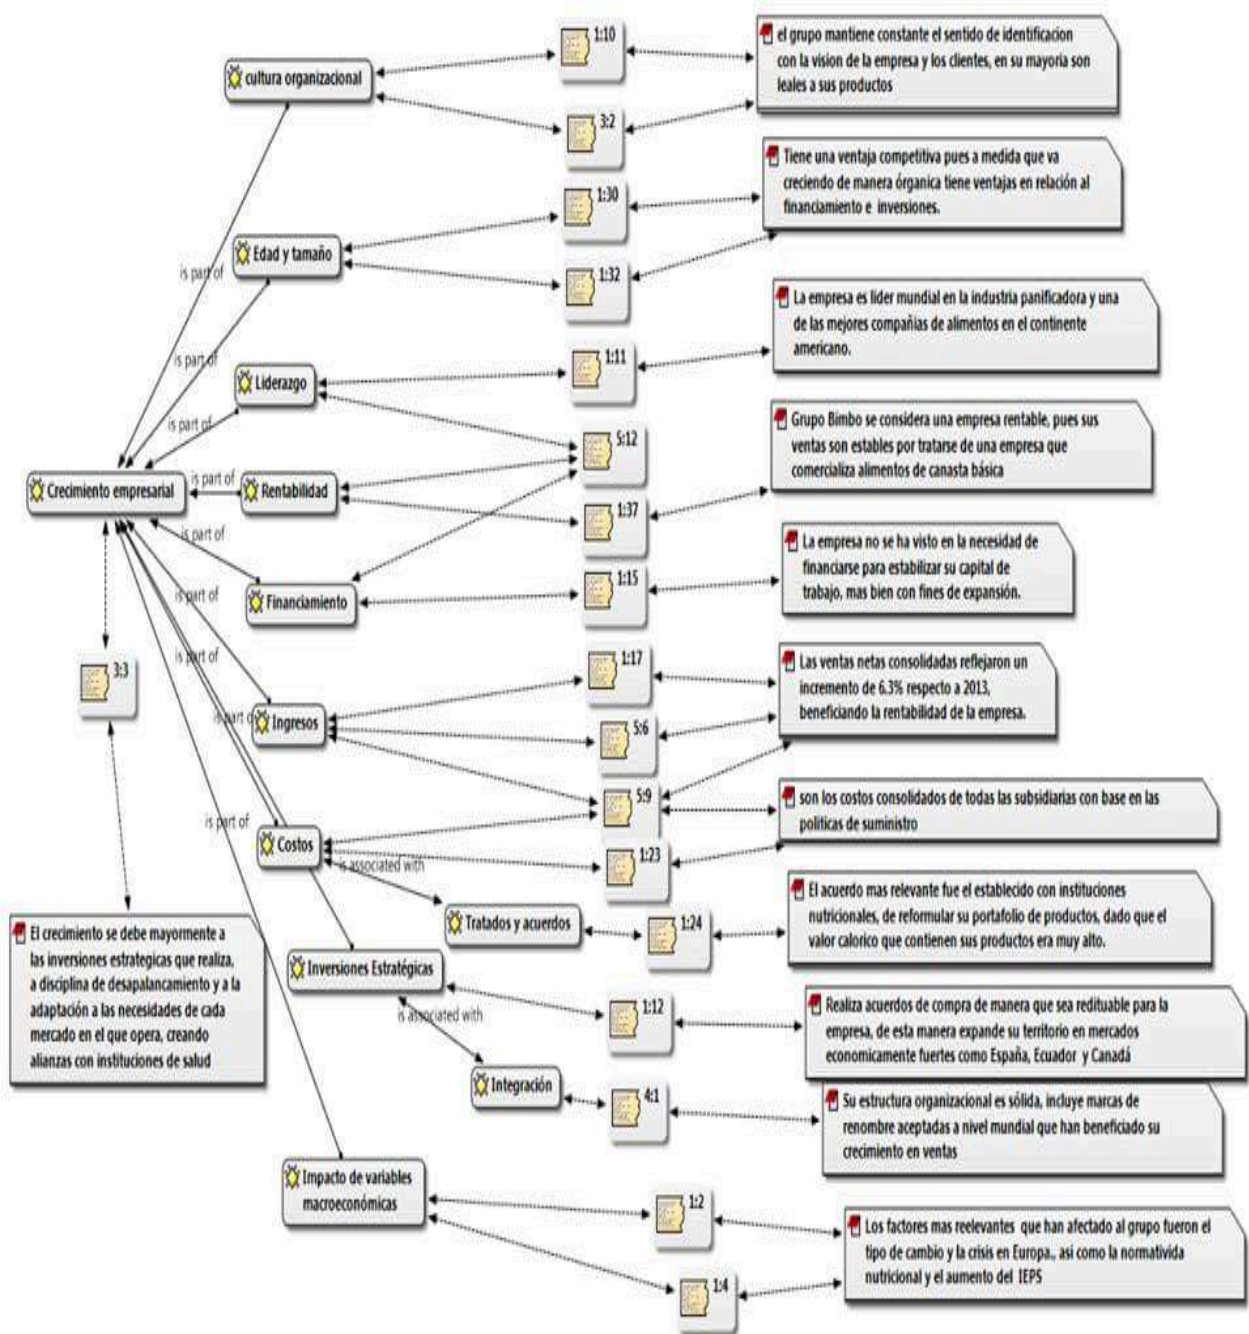 cultura organizacional
1:10
el grupo mantiene constante el sentido de identificacion
con la vision de la empresa y los clientes, en su mayoria son
leales a sus productos
3:2
Tiene una ventaja competitiva pues a medida que va
creciendo de manera órganica tiene ventajas en relación al
financiamiento e inversiones.
1:30
is part of
Edad y tamaño
1:32
La empresa es lider mundial en la industria panificadora y una
de las mejores compañias de alimentos en el continente
americano.
is part of
Liderazgo
1:11
is part of
Grupo Bimbo se considera una empresa rentable, pues sus
ventas son estables por tratarse de una empresa que
comercializa alimentos de canasta básica
5:12
Crecimiento empresarial
is part of
Rentabilidad
1:37
is part of
La empresa no se ha visto en la necesidad de
financiarse para estabilizar su capital de
trabajo, mas bien con fines de expansión.
is part of
Financiamiento
1:15
is part of
3:3
1:17
Las ventas netas consolidadas reflejaron un
incremento de 6.3% respecto a 2013,
beneficiando la rentabilidad de la empresa.
is part of
Ingresos
5:6
5:9
son los costos consolidados de todas las subsidiarias con base en las
politicas de suministro
is part of
Costos
1:23
is associated with
El acuerdo mas relevante fue el establecido con instituciones
nutricionales, de reformular su portafolio de productos, dado que el
valor calorico que contienen sus productos era muy alto.
Tratados y acuerdos
1:24
El crecimiento se debe mayormente a
las inversiones estrategicas que realiza,
a disciplina de desapalancamiento y a la
adaptación a las necesidades de cada
mercado en el que opera, creando
alianzas con instituciones de salud
Inversiones Estratégicas
1:12
Realiza acuerdos de compra de manera que sea redituable para la
empresa, de esta manera expande su territorio en mercados
economicamente fuertes como España, Ecuador y Canadá
is associated with
Integración
4:1
Su estructura organizacional es sólida, incluye marcas de
renombre aceptadas a nivel mundial que han beneficiado su
crecimiento en ventas
Impacto de variables
macroeconómicas
1:2
Los factores mas reelevantes que han afectado al grupo fueron el
tipo de cambio y la crisis en Europa., asi como la normativida
nutricional y el aumento del IEPS
1:4